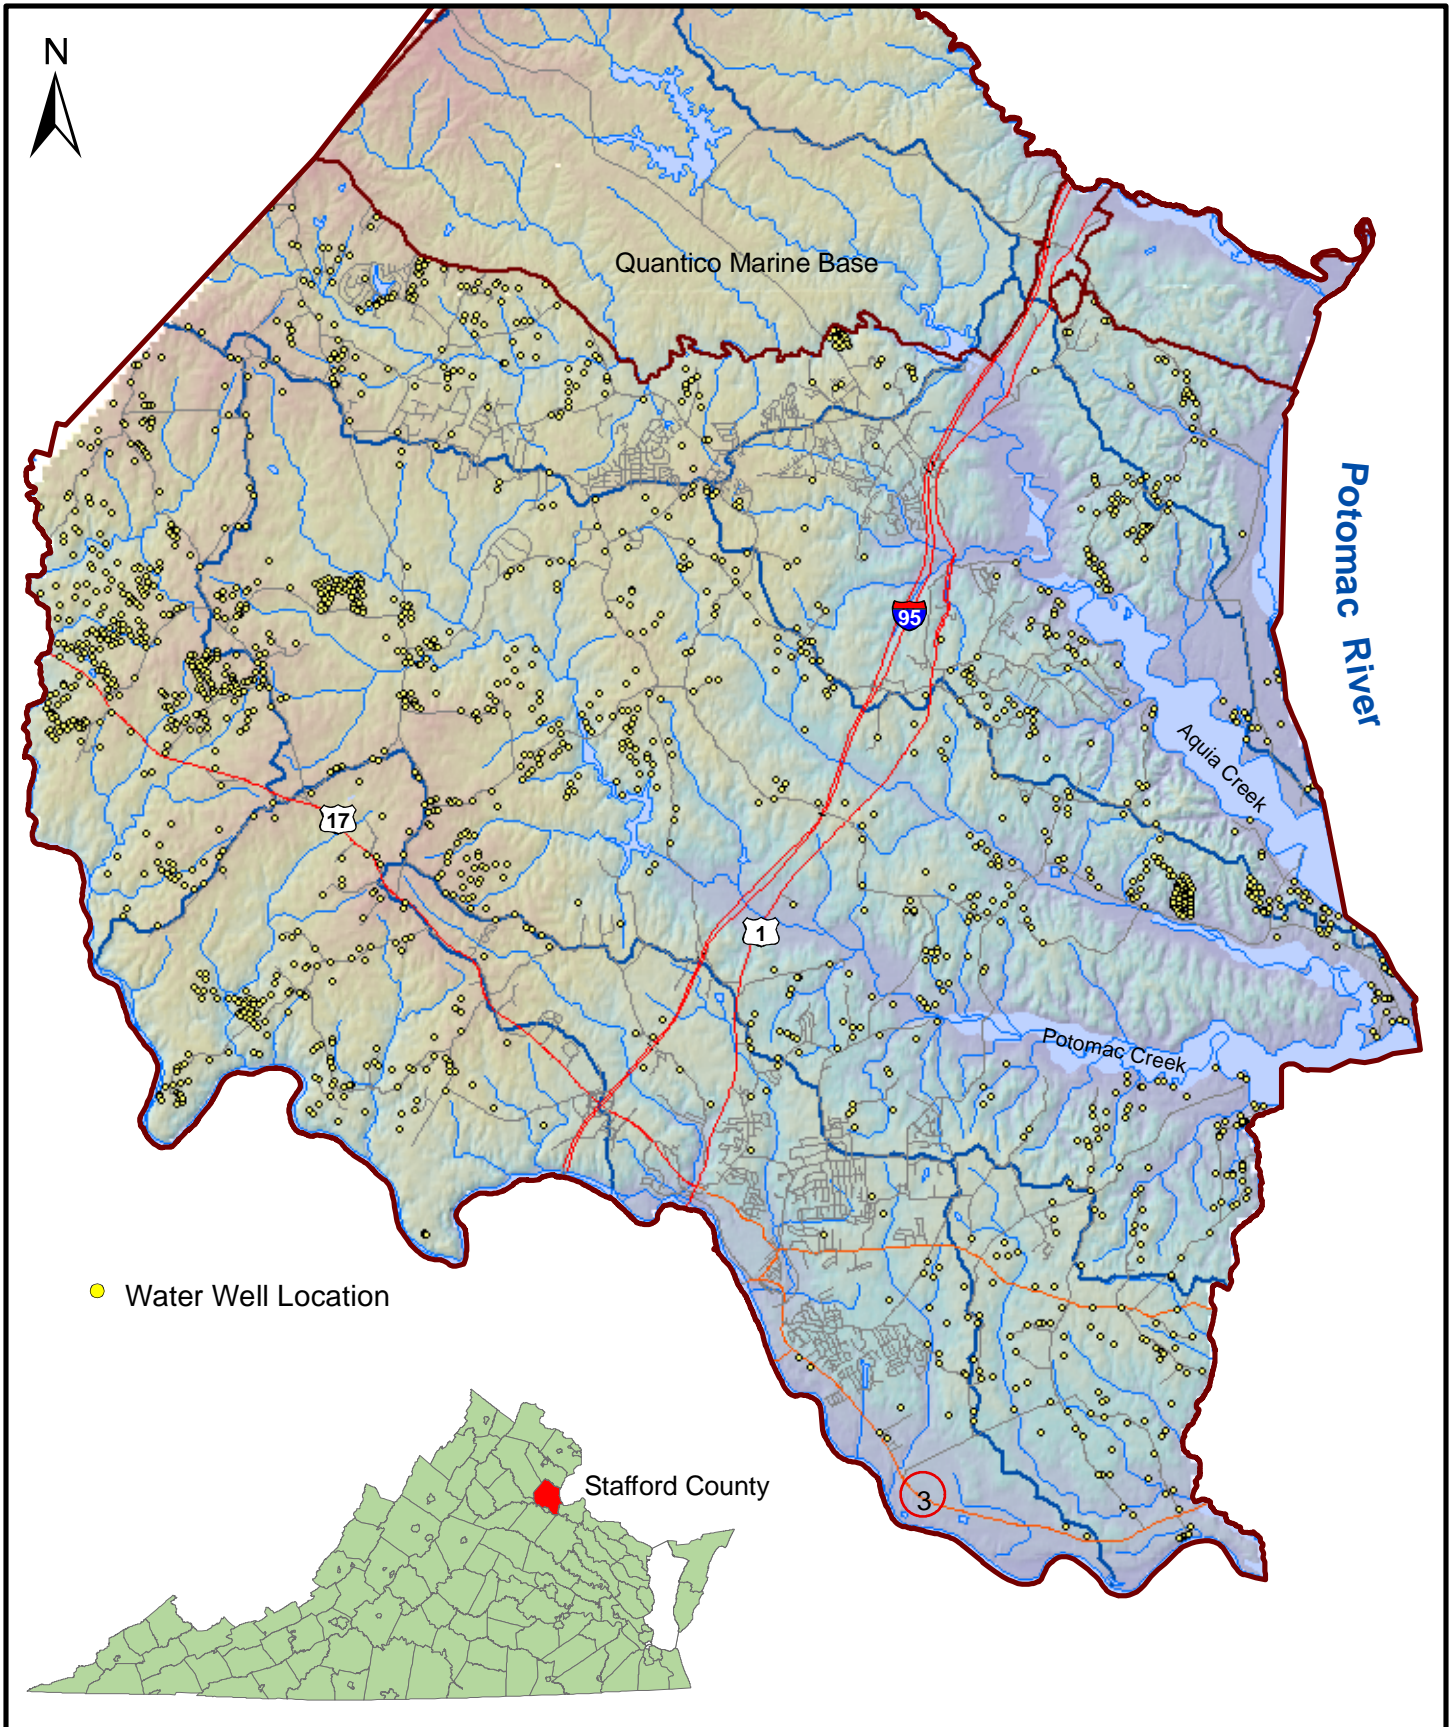 N
Quantico Marine Base
Potomac River
95
Aquia Creek
17
1
Potomac Creek
Water Well Location
Stafford County
3